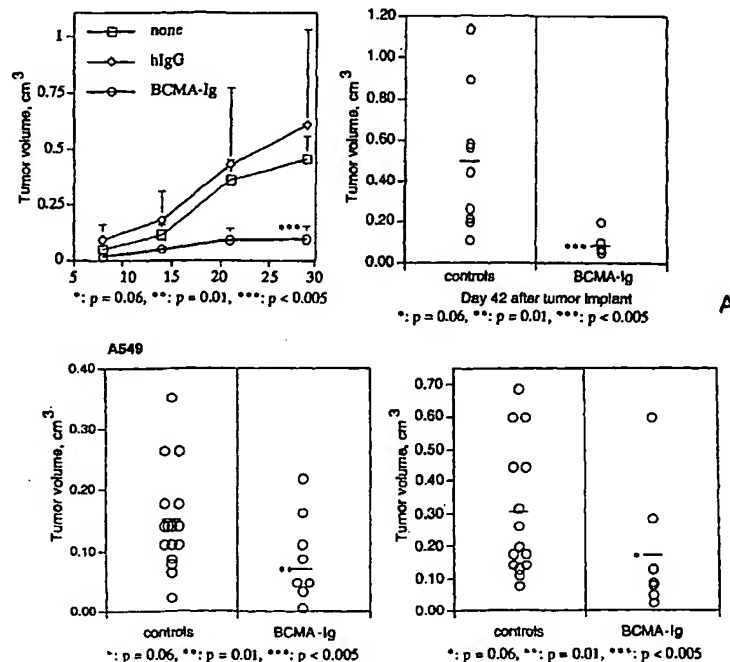 none
hIgG
BCMA-Ig
Tumor volume, cm3
1
0.75
0.5
0.25
0
***
5 10 15 20 25 30
*: p = 0.06, **: p = 0.01, ***: p < 0.005
Tumor volume, cm3
1.20
1.00
0.80
0.60
0.40
0.20
0.00
***
controls BCMA-Ig
Day 42 after tumor implant
*: p = 0.06, **: p = 0.01, ***: p < 0.005
A
A549
Tumor volume, cm3.
0.40
0.30
0.20
0.10
0.00
**
controls BCMA-Ig
*: p = 0.06, **: p = 0.01, ***: p < 0.005
Tumor volume, cm3
0.70
0.60
0.50
0.40
0.30
0.20
0.10
0.00
*
controls BCMA-Ig
*: p = 0.06, **: p = 0.01, ***: p < 0.005